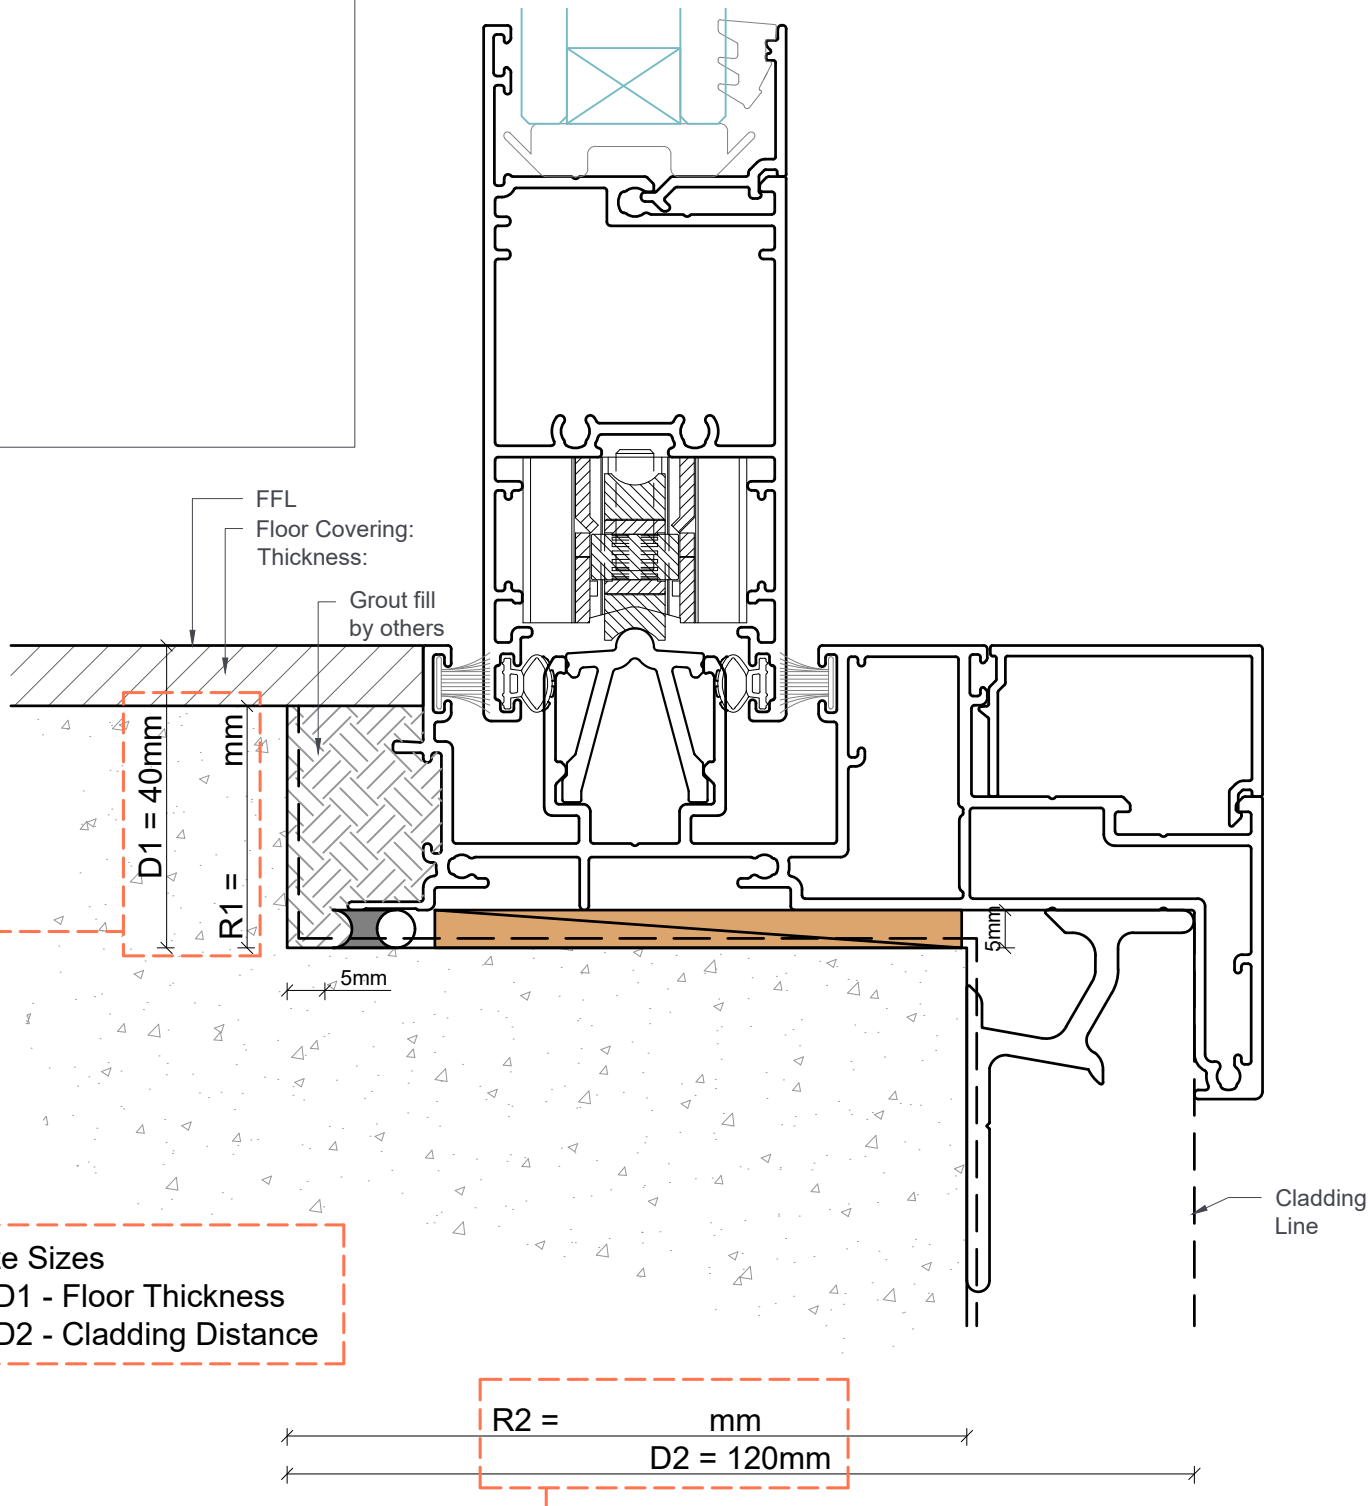 FFL
Floor Covering:
Thickness:
Grout fill
by others
D1 = 40mm
R1 = mm
5mm
5mm
Cladding
Line
e Sizes
D1 - Floor Thickness
D2 - Cladding Distance
R2 = mm
D2 = 120mm